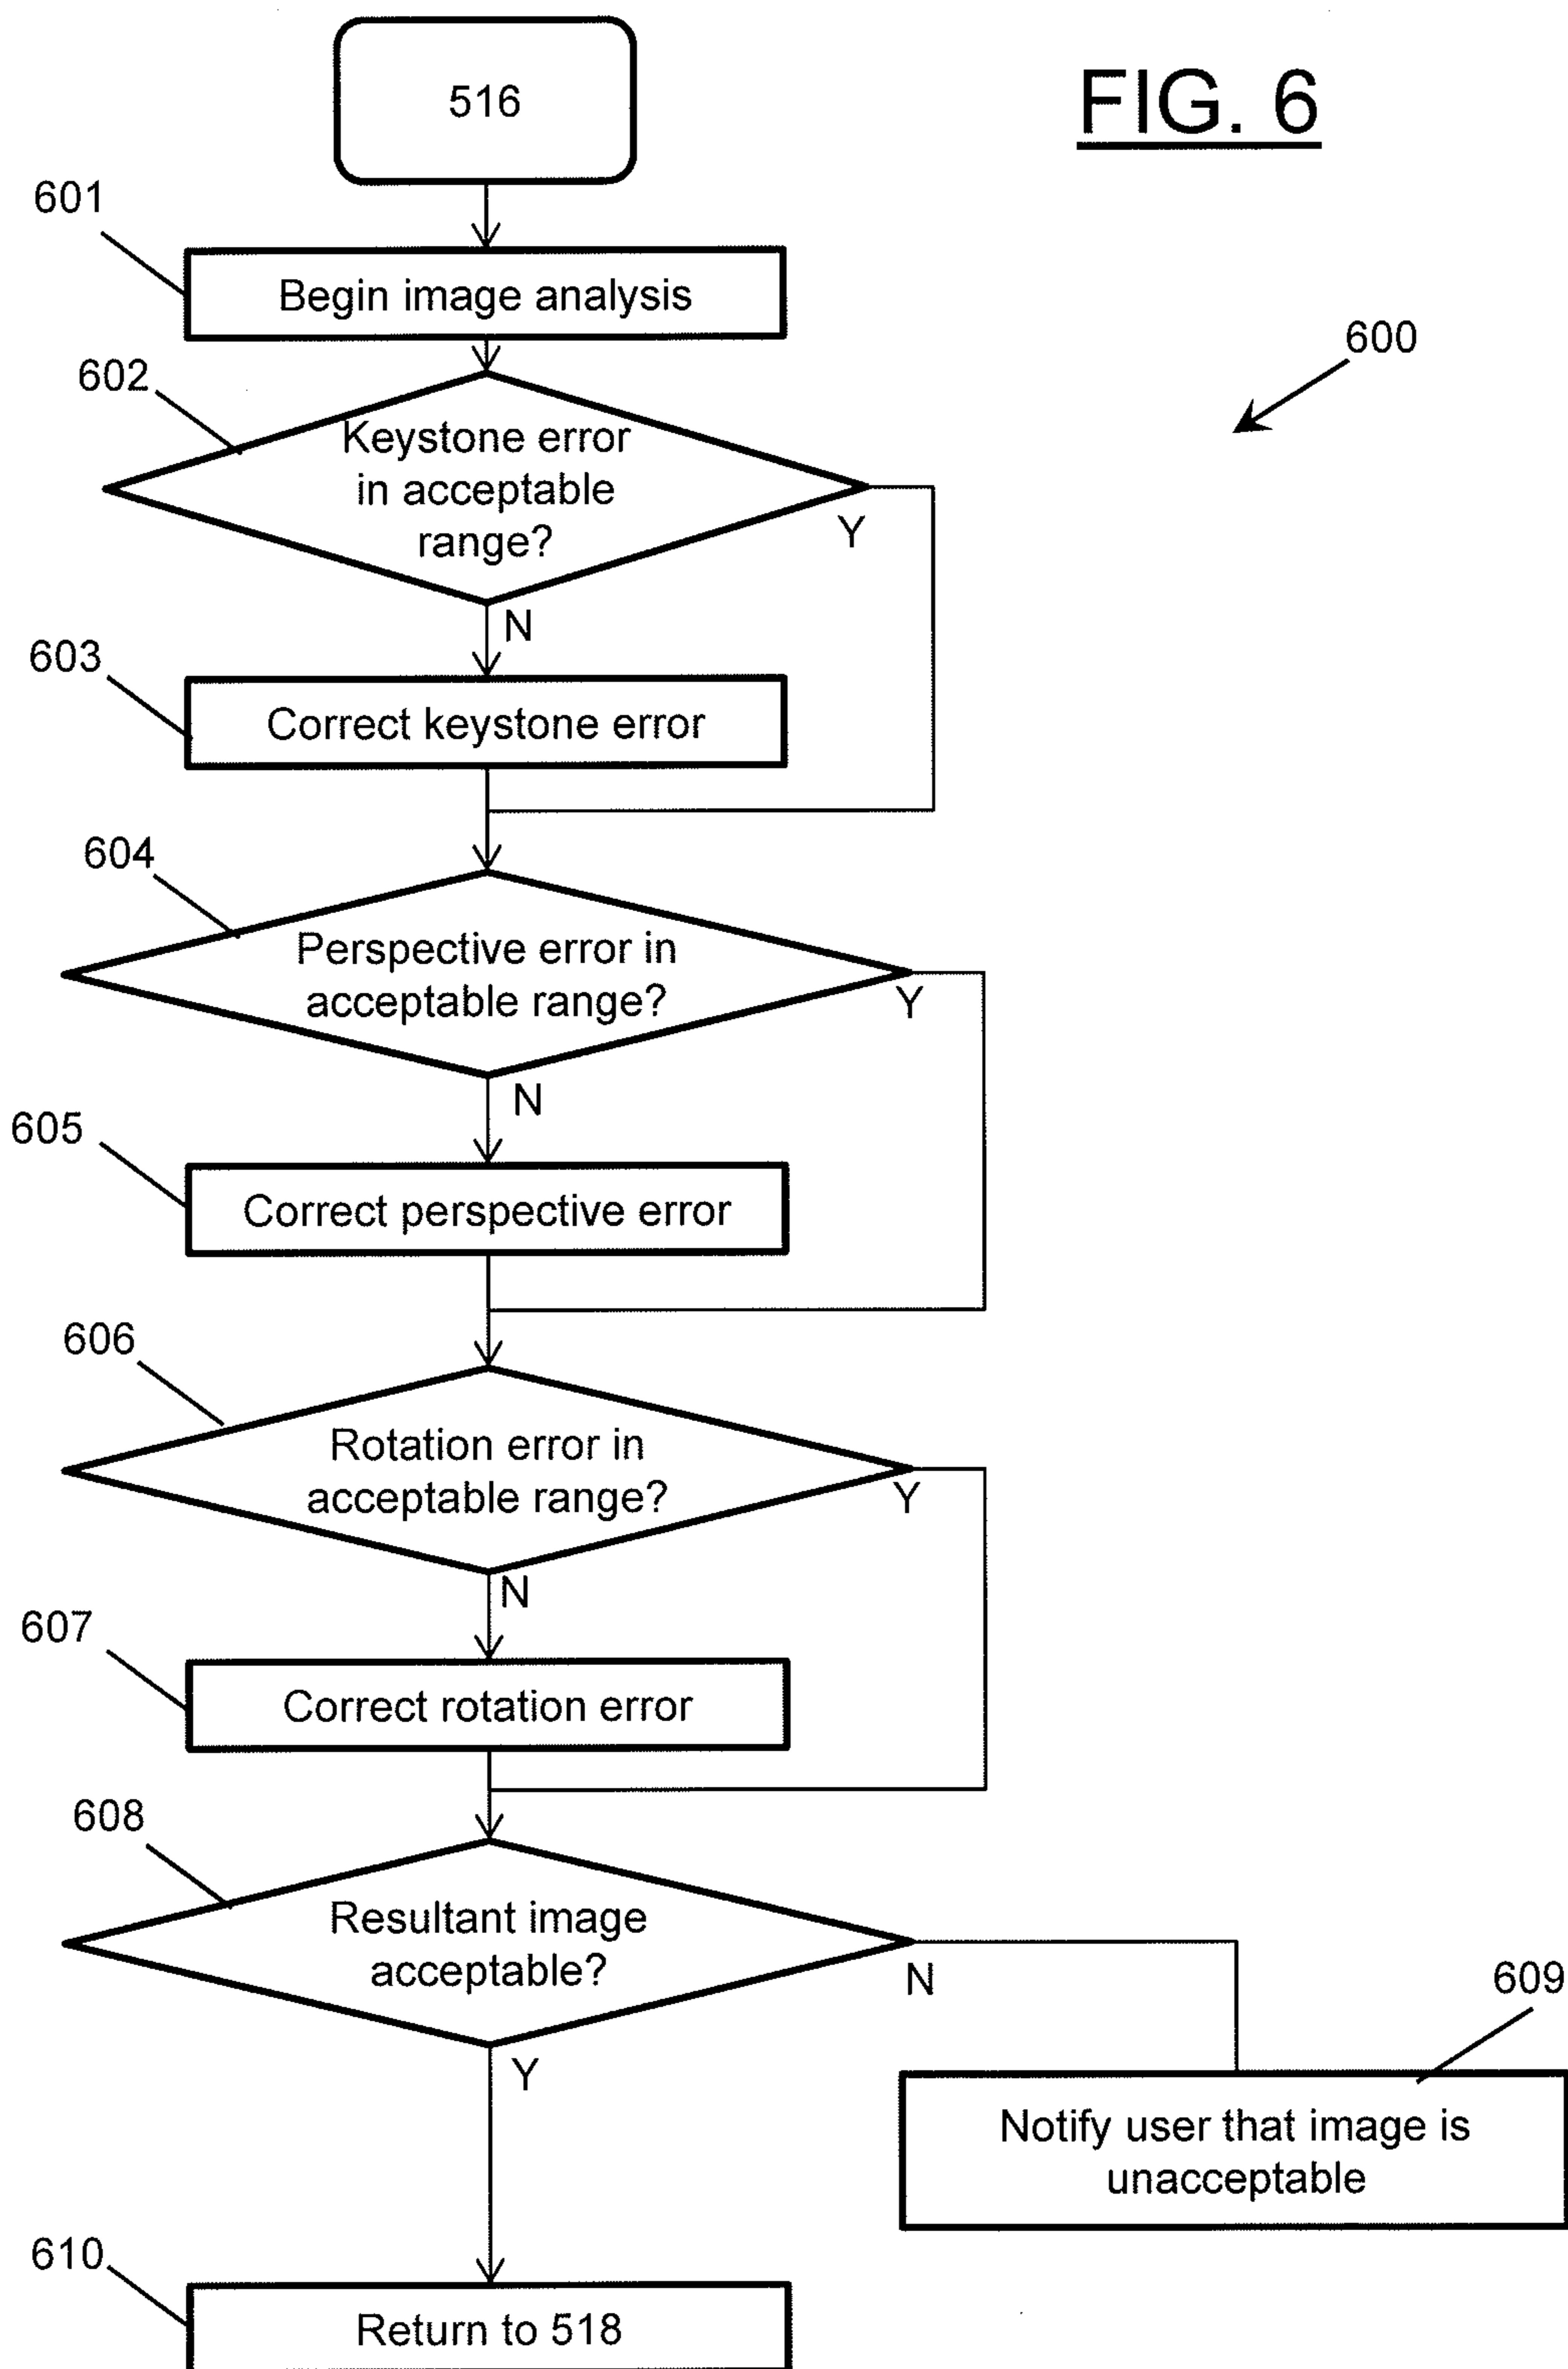 516
FIG. 6
601
Begin image analysis
600
602
Keystone error
in acceptable
range?
Y
N
603
Correct keystone error
604
Perspective error in
acceptable range?
Y
N
605
Correct perspective error
606
Rotation error in
acceptable range?
Y
N
607
Correct rotation error
608
Resultant image
acceptable?
N
Y
609
Notify user that image is
unacceptable
610
Return to 518